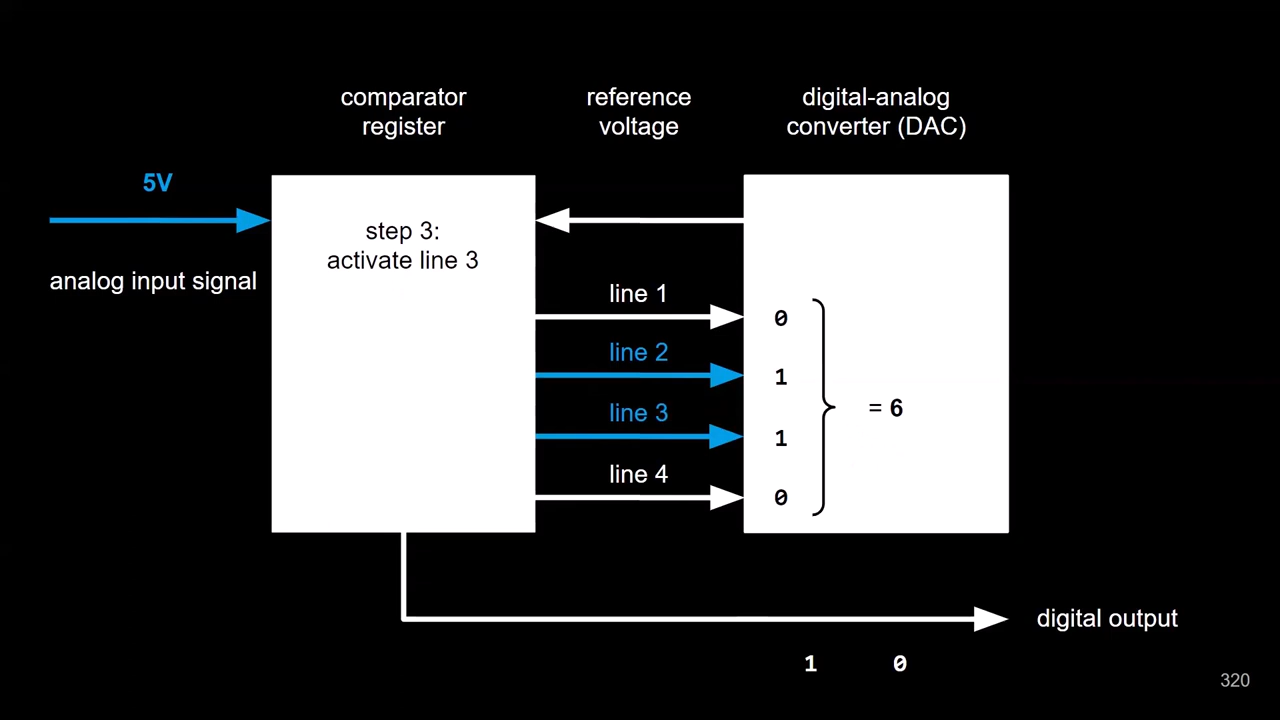 comparator
register
reference
voltage
digital-analog
converter (DAC)
5V
analog input signal
step 3:
activate line 3
line 1
line 2
line 3
line 4
0
1
1
0
= 6
digital output
1 0
320